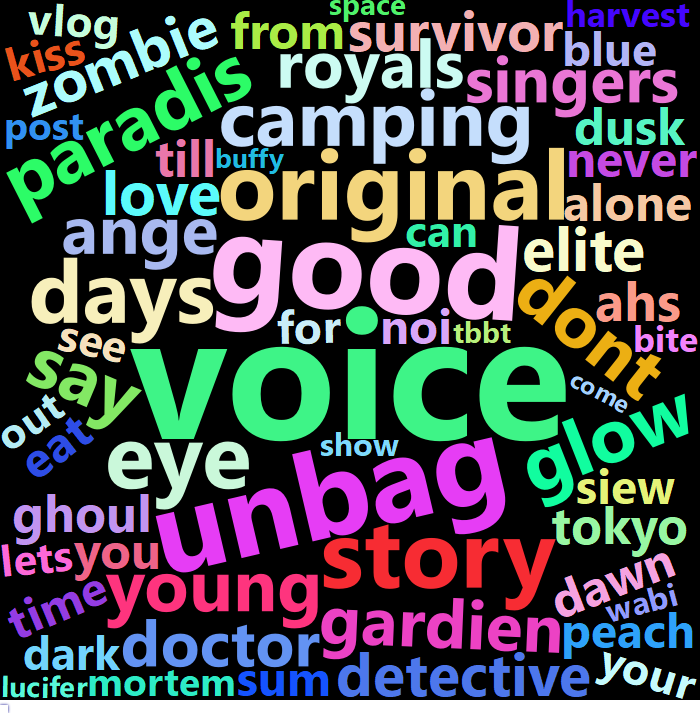 space
vlog
harvest
from
survivor
kiss
zombie
blue
royals
singers
paradis
post
camping
dusk
till
buffy
never
love
original
alone
ange
can
elite
good
days
ahs
dont
for
noi
tbbt
bite
see
voice
say
come
out
eat
eye
show
glow
unbag
siew
ghoul
tokyo
story
lets
you
young
dawn
time
wabi
gardien
peach
dark
doctor
your
lucifer
mortem
sum
detective